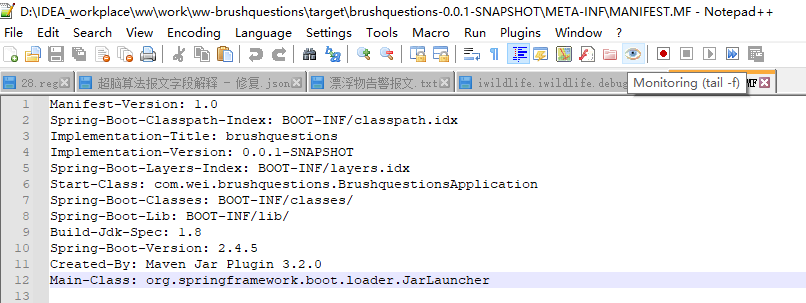 D:\IDEA_workplace\ww\work\ww-brushquestions\target\brushquestions-0.0.1-SNAPSHOT\META-INF\MANIFEST.MF - Notepad++
File Edit Search View Encoding Language Settings Tools Macro Run Plugins Window ?
28.reg 超脑算法报文字段解释 - 修复.json 漂浮物告警报文.txt iwildlife.iwildlife.debug MF
Monitoring (tail -f)
1 Manifest-Version: 1.0
2 Spring-Boot-Classpath-Index: BOOT-INF/classpath.idx
3 Implementation-Title: brushquestions
4 Implementation-Version: 0.0.1-SNAPSHOT
5 Spring-Boot-Layers-Index: BOOT-INF/layers.idx
6 Start-Class: com.wei.brushquestions.BrushquestionsApplication
7 Spring-Boot-Classes: BOOT-INF/classes/
8 Spring-Boot-Lib: BOOT-INF/lib/
9 Build-Jdk-Spec: 1.8
10 Spring-Boot-Version: 2.4.5
11 Created-By: Maven Jar Plugin 3.2.0
12 Main-Class: org.springframework.boot.loader.JarLauncher
13